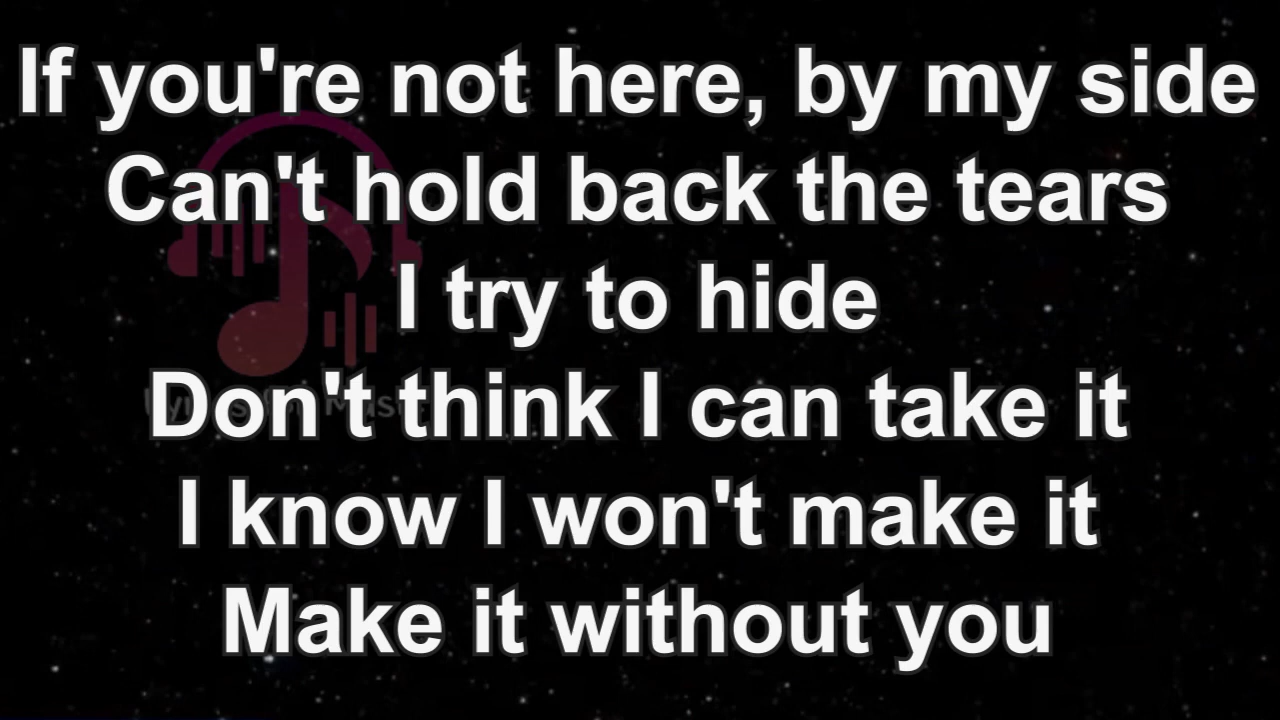 If you're not here, by my side
Can't hold back the tears
I try to hide
Don't think I can take it
I know I won't make it
Make it without you